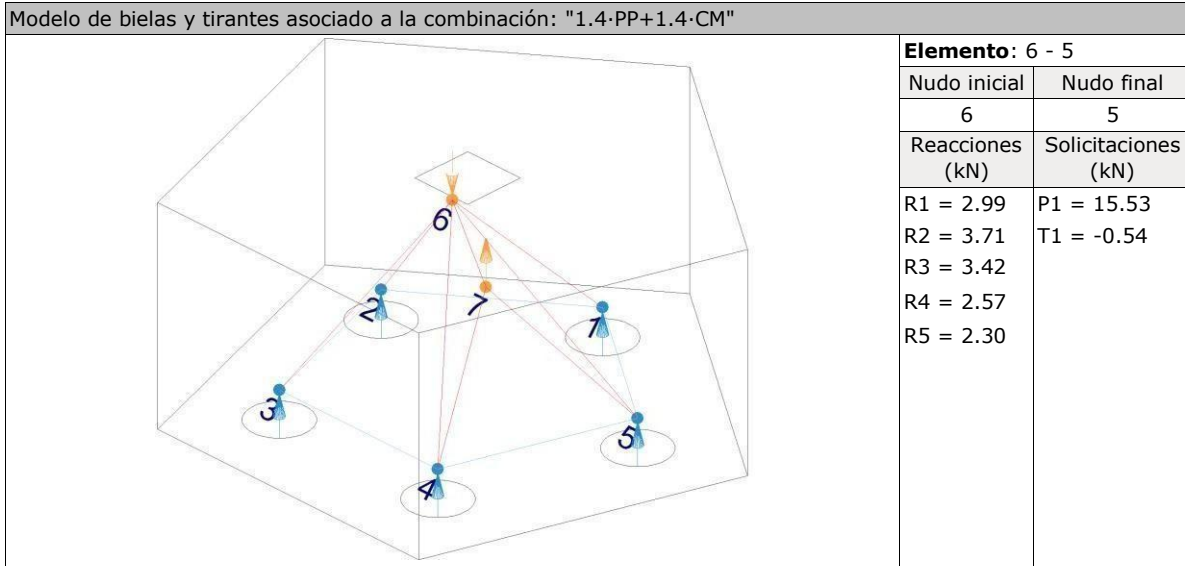 Modelo de bielas y tirantes asociado a la combinación: "1.4·PP+1.4·CM"
Elemento: 6 - 5
Nudo inicial Nudo final
6 5
Reacciones (kN) Solicitaciones (kN)
R1 = 2.99 P1 = 15.53
R2 = 3.71 T1 = -0.54
R3 = 3.42
R4 = 2.57
R5 = 2.30
6
2
7
1
3
5
4